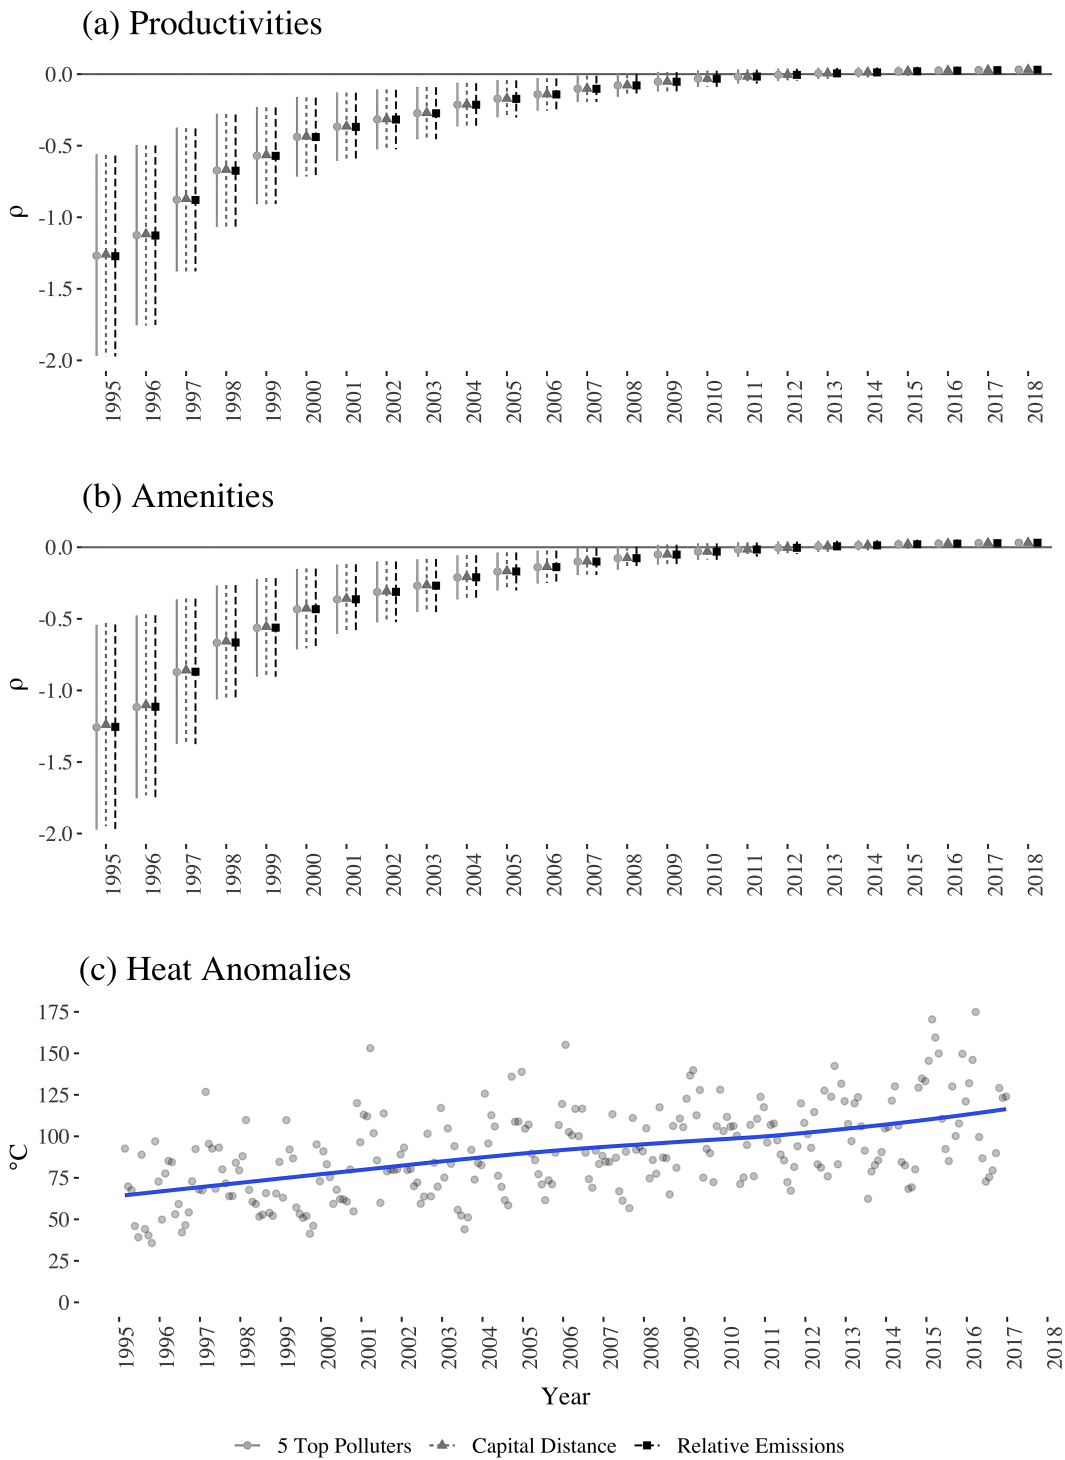 (a) Productivities
0.0
-0.5
-1.0
-1.5
-2.0
ρ
1995 1996 1997 1998 1999 2000 2001 2002 2003 2004 2005 2006 2007 2008 2009 2010 2011 2012 2013 2014 2015 2016 2017 2018
(b) Amenities
0.0
-0.5
-1.0
-1.5
-2.0
ρ
1995 1996 1997 1998 1999 2000 2001 2002 2003 2004 2005 2006 2007 2008 2009 2010 2011 2012 2013 2014 2015 2016 2017 2018
(c) Heat Anomalies
175
150
125
100
75
50
25
0
°C
1995 1996 1997 1998 1999 2000 2001 2002 2003 2004 2005 2006 2007 2008 2009 2010 2011 2012 2013 2014 2015 2016 2017 2018
Year
5 Top Polluters Capital Distance Relative Emissions